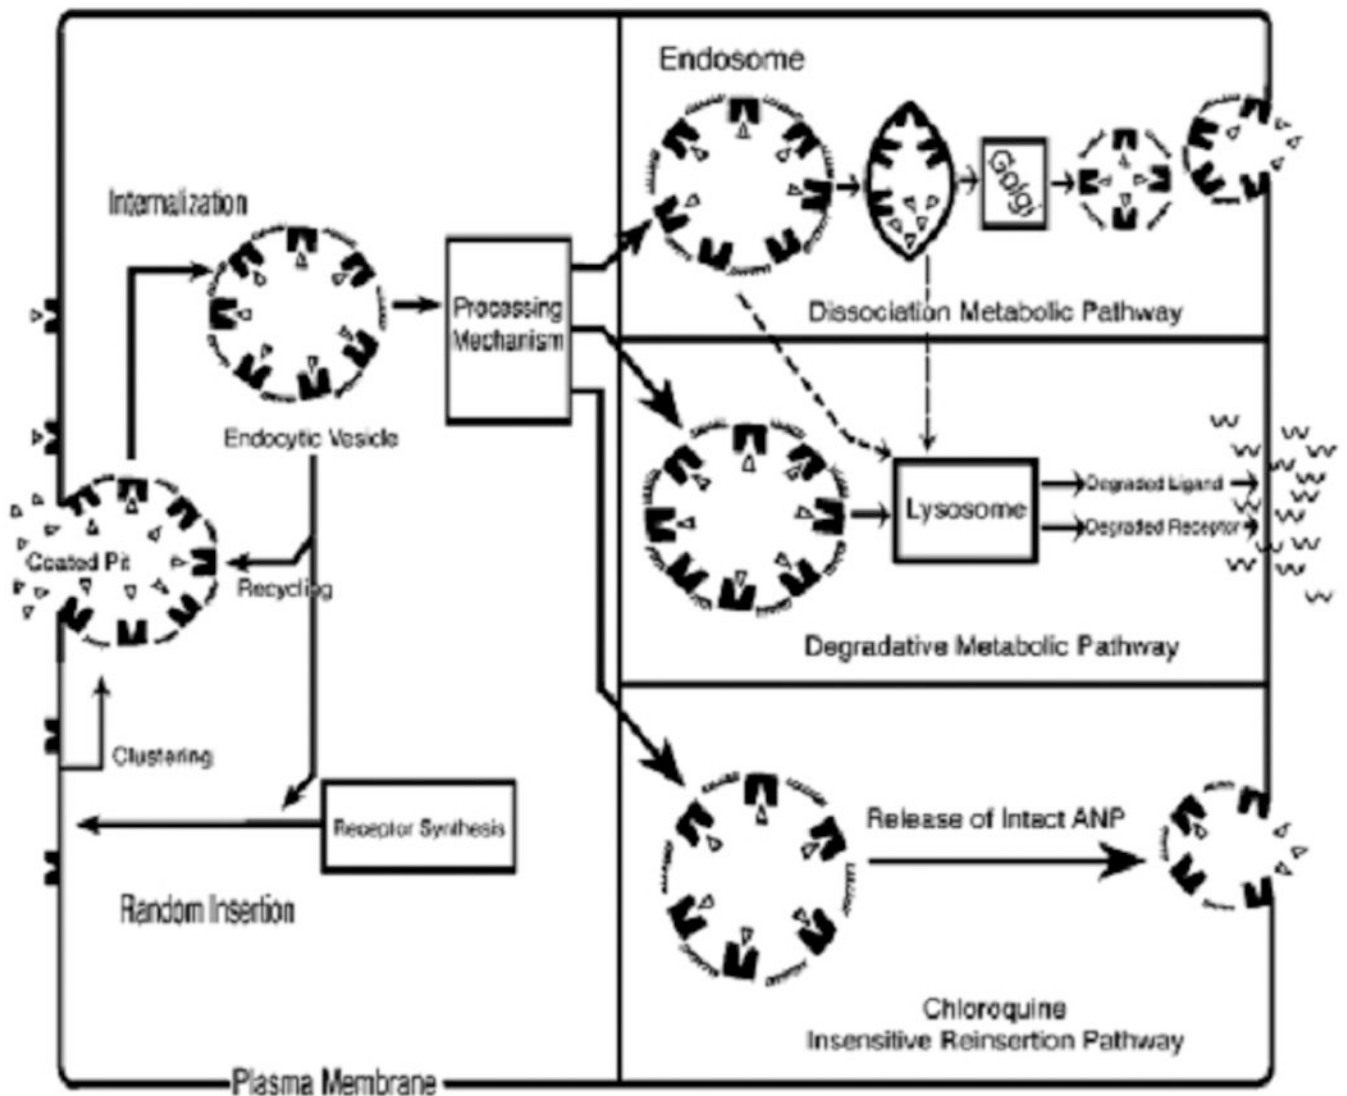 Endosome
Internalization
Golgi
Processing
Mechanism
Dissociation Metabolic Pathway
Endocytic Vesicle
Degraded Ligand
Lysosome
Degraded Receptor
Coated Pit
Recycling
Degradative Metabolic Pathway
Clustering
Release of Intact ANP
Receptor Synthesis
Random Insertion
Chloroquine
Insensitive Reinsertion Pathway
Plasma Membrane